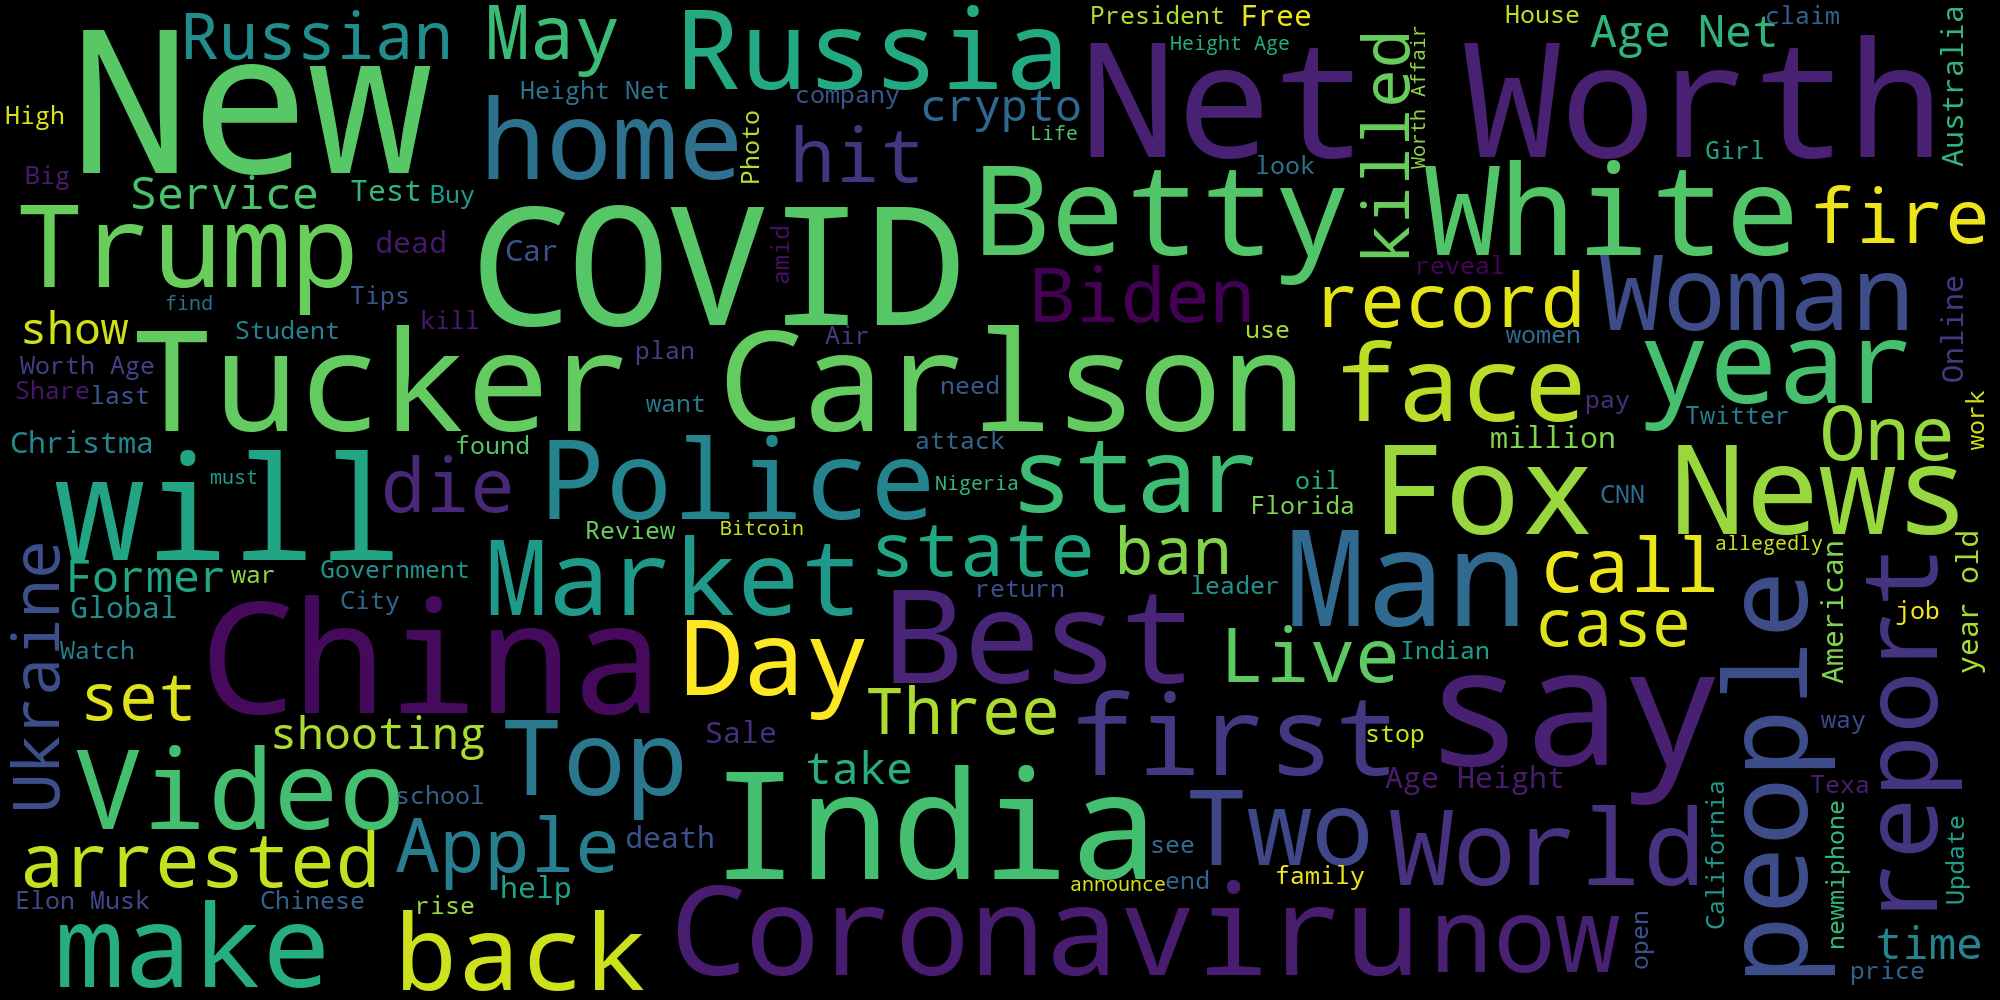 New
Russian
May
Russia
President
Free
House
Age Net
claim
Height Age
Net
Worth
Australia
killed
Worth Affair
High
home
Height Net
company
crypto
Life
Photo
hit
Girl
Big
Service
Test
Buy
look
Betty
White
fire
Trump
dead
COVID
Car
amid
Biden
reveal
record
Woman
Online
find
Tips
show
Student
kill
Air
use
women
Worth Age
Tucker
plan
Carlson
face
year
Share
last
want
need
pay
Twitter
One
work
Christma
found
attack
million
will
must
die
Police
Nigeria
star
oil
Florida
Fox News
CNN
Review
Bitcoin
state
ban
Man
call
allegedly
year old
Ukraine
Former
war
Government
Market
return
leader
people
American
report
job
Global
City
China
Day
Best
case
Watch
Live
Indian
set
shooting
Top
Sale
Three
first
stop
say
way
Video
school
take
Age Height
Texa
California
India
Apple
death
see
Two
World
newmiphone
Update
arrested
help
announce
end
family
Elon Musk
Chinese
rise
make
back
Coronaviru
now
open
time
price